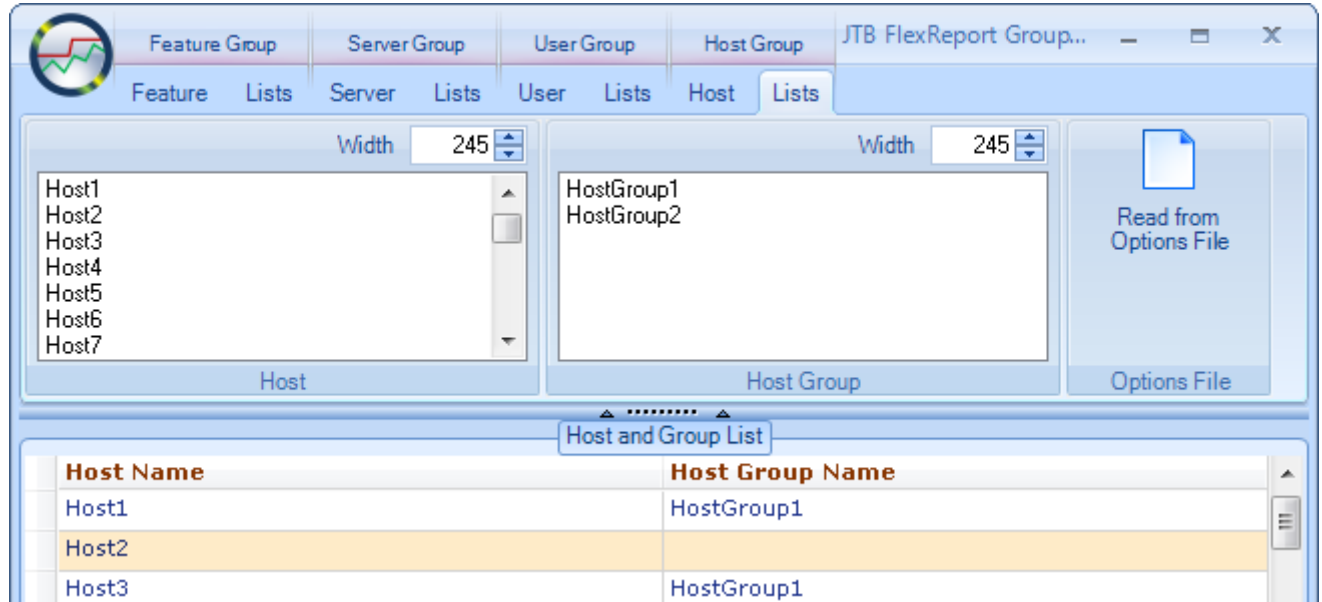 Feature Group Server Group User Group Host Group JTB FlexReport Group...
Feature Lists Server Lists User Lists Host Lists
Width 245 Width 245
Host1
Host2
Host3
Host4
Host5
Host6
Host7
HostGroup1
HostGroup2
Read from
Options File
Host Host Group Options File
Host and Group List
Host Name Host Group Name
Host1 HostGroup1
Host2
Host3 HostGroup1